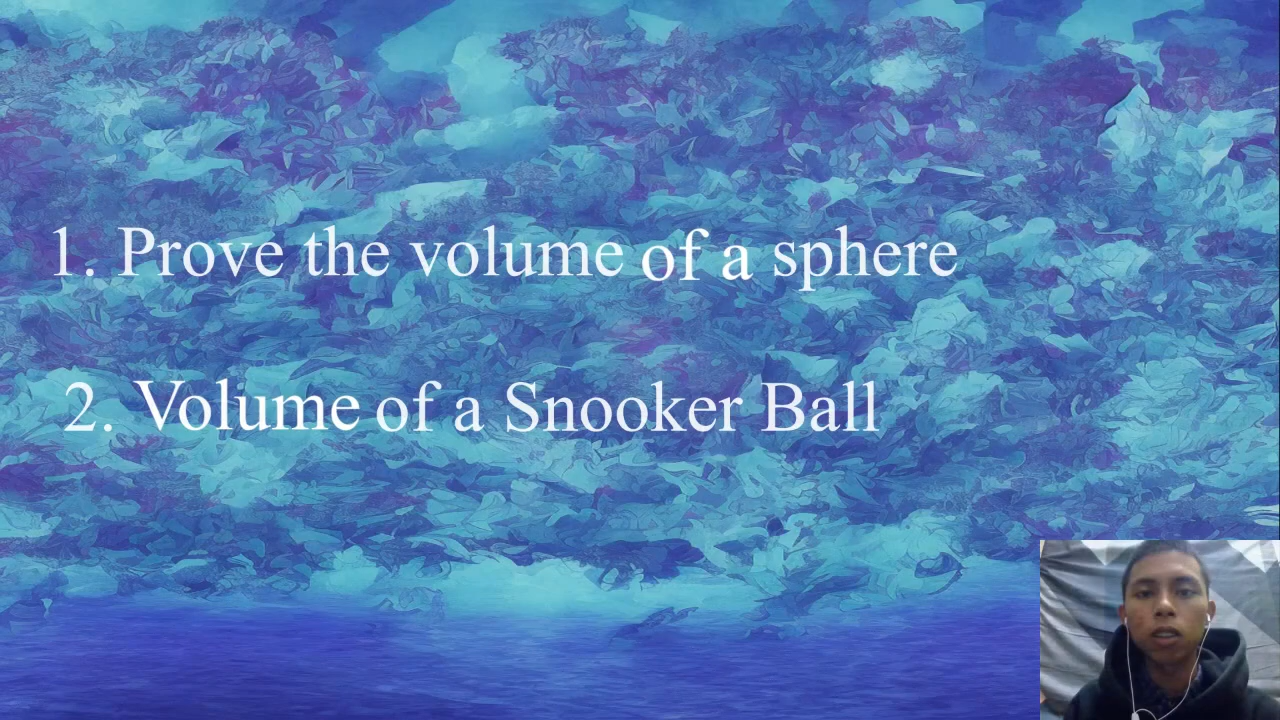 1. Prove the volume of a sphere
2. Volume of a Snooker Ball